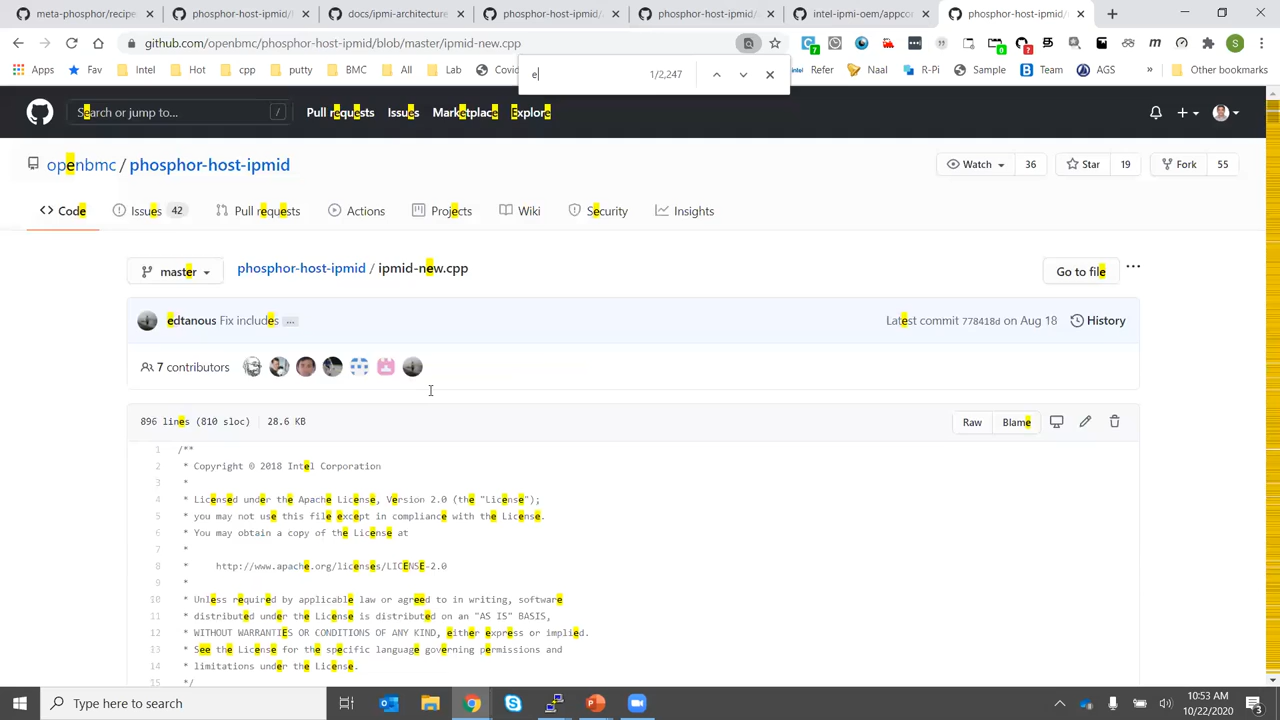 meta-phosphor/recipe
phosphor-host-ipmid/
docs/ipmi-architecture
phosphor-host-ipmid/
phosphor-host-ipmid/
intel-ipmi-oem/appco
phosphor-host-ipmid/
github.com/openbmc/phosphor-host-ipmid/blob/master/ipmid-new.cpp
Apps Auto Intel Host cpp putty BMC All Lab Covid Refer Naal R-Pi Sample Training AGS
e 1/2,247
Search or jump to... / Pull requests Issues Marketplace Explore
openbmc / phosphor-host-ipmid
Watch 36 Star 19 Fork 55
Code Issues 42 Pull requests Actions Projects Wiki Security Insights
master phosphor-host-ipmid / ipmid-new.cpp Go to file ...
edtanous Fix includes ... Latest commit 778418d on Aug 18 History
7 contributors
896 lines (810 sloc) 28.6 KB Raw Blame
1 /**
2 * Copyright © 2018 Intel Corporation
3 *
4 * Licensed under the Apache License, Version 2.0 (the "License");
5 * you may not use this file except in compliance with the License.
6 * You may obtain a copy of the License at
7 *
8 * http://www.apache.org/licenses/LICENSE-2.0
9 *
10 * Unless required by applicable law or agreed to in writing, software
11 * distributed under the License is distributed on an "AS IS" BASIS,
12 * WITHOUT WARRANTIES OR CONDITIONS OF ANY KIND, either express or implied.
13 * See the License for the specific language governing permissions and
14 * limitations under the License.
15 */
Type here to search
10:53 AM
10/22/2020